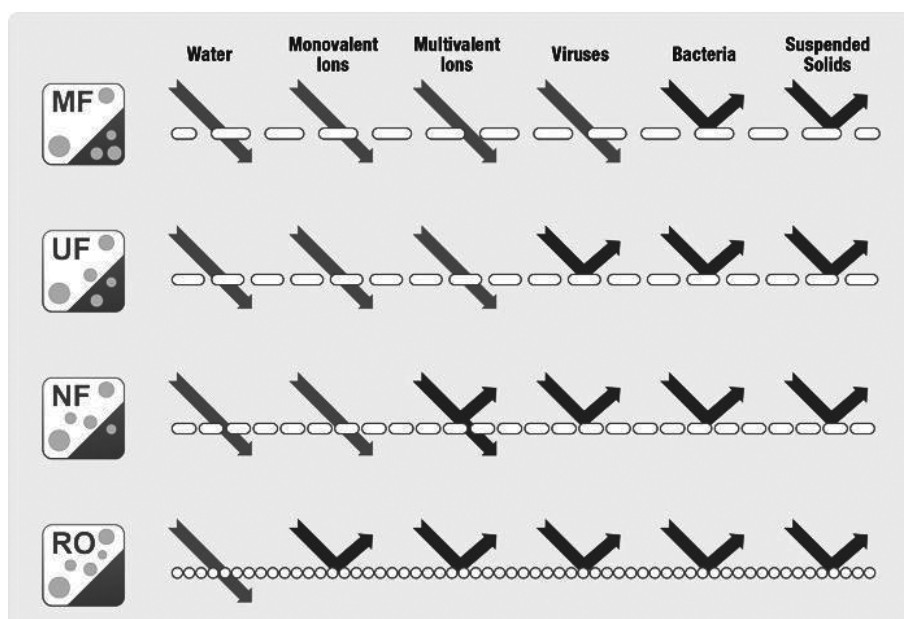 Water
Monovalent
Ions
Multivalent
Ions
Viruses
Bacteria
Suspended
Solids
MF
UF
NF
RO